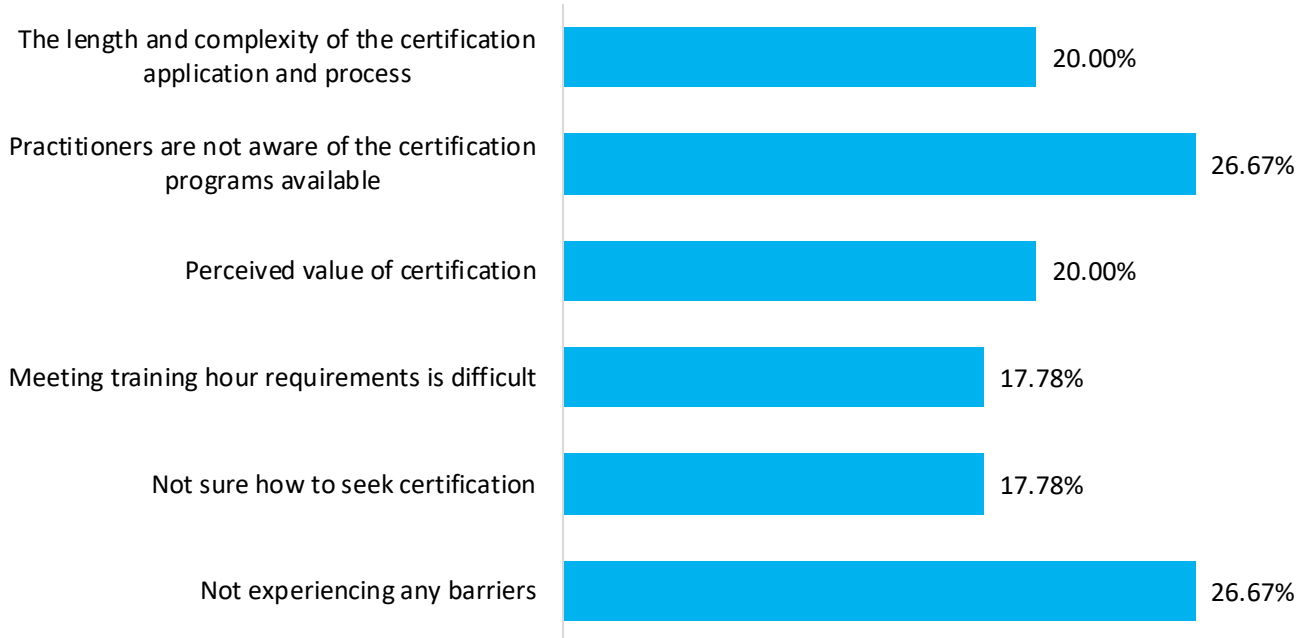 The length and complexity of the certification
application and process
20.00%
Practitioners are not aware of the certification
programs available
26.67%
Perceived value of certification
20.00%
Meeting training hour requirements is difficult
17.78%
Not sure how to seek certification
17.78%
Not experiencing any barriers
26.67%